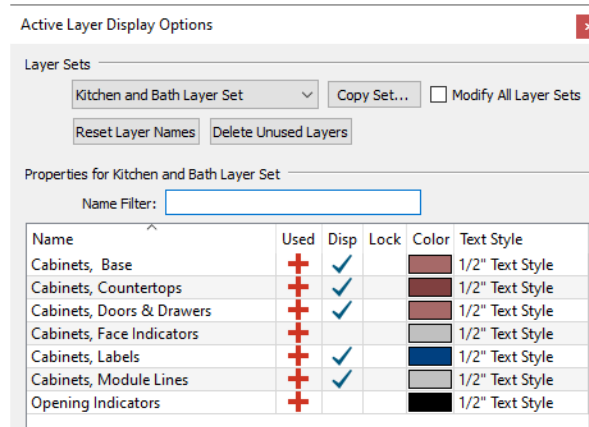 Active Layer Display Options
Layer Sets
Kitchen and Bath Layer Set Copy Set... Modify All Layer Sets
Reset Layer Names Delete Unused Layers
Properties for Kitchen and Bath Layer Set
Name Filter:
Name Used Disp Lock Color Text Style
Cabinets, Base 1/2" Text Style
Cabinets, Countertops 1/2" Text Style
Cabinets, Doors & Drawers 1/2" Text Style
Cabinets, Face Indicators 1/2" Text Style
Cabinets, Labels 1/2" Text Style
Cabinets, Module Lines 1/2" Text Style
Opening Indicators 1/2" Text Style